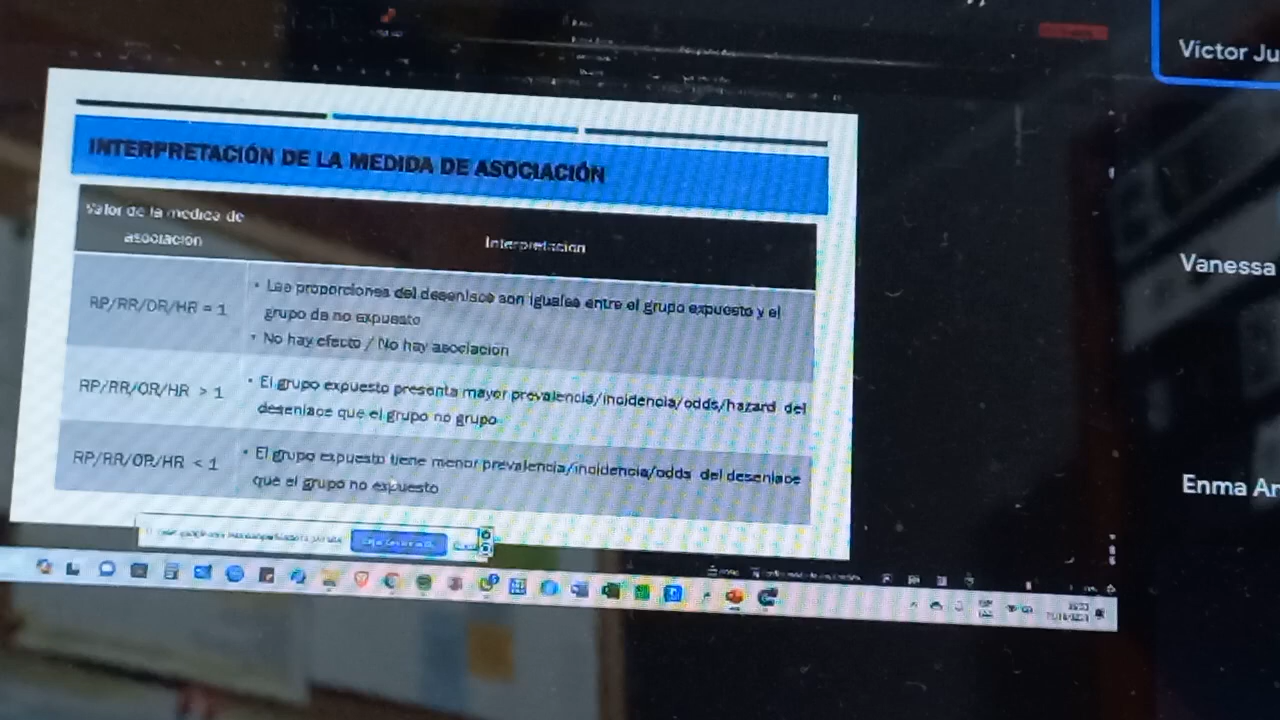 Víctor Ju
INTERPRETACIÓN DE LA MEDIDA DE ASOCIACIÓN
Valor de la medida de
asociación
Interpretación
RP/RR/OR/HR = 1
• Las proporciones del desenlace son iguales entre el grupo expuesto y el
grupo de no expuesto
• No hay efecto / No hay asociación
RP/RR/OR/HR > 1
• El grupo expuesto presenta mayor prevalencia/incidencia/odds/hazard del
desenlace que el grupo no grupo
RP/RR/OR/HR < 1
• El grupo expuesto tiene menor prevalencia/incidencia/odds del desenlace
que el grupo no expuesto
Vanessa
Enma Ar